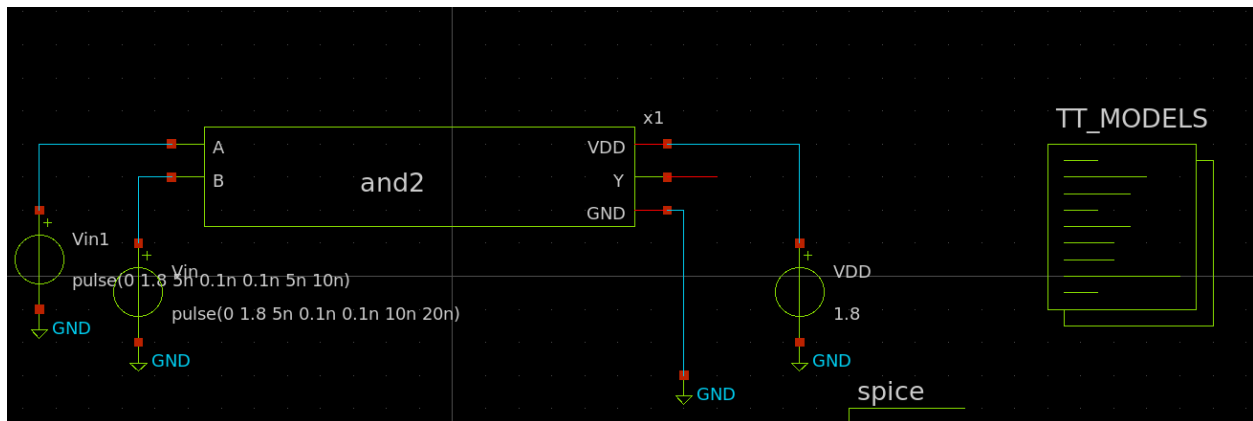 x1
TT_MODELS
A
VDD
B
and2
Y
GND
Vin1
pulse(0 1.8 5n 0.1n 0.1n 5n 10n)
Vin
VDD
pulse(0 1.8 5n 0.1n 0.1n 10n 20n)
1.8
GND
GND
GND
GND
spice